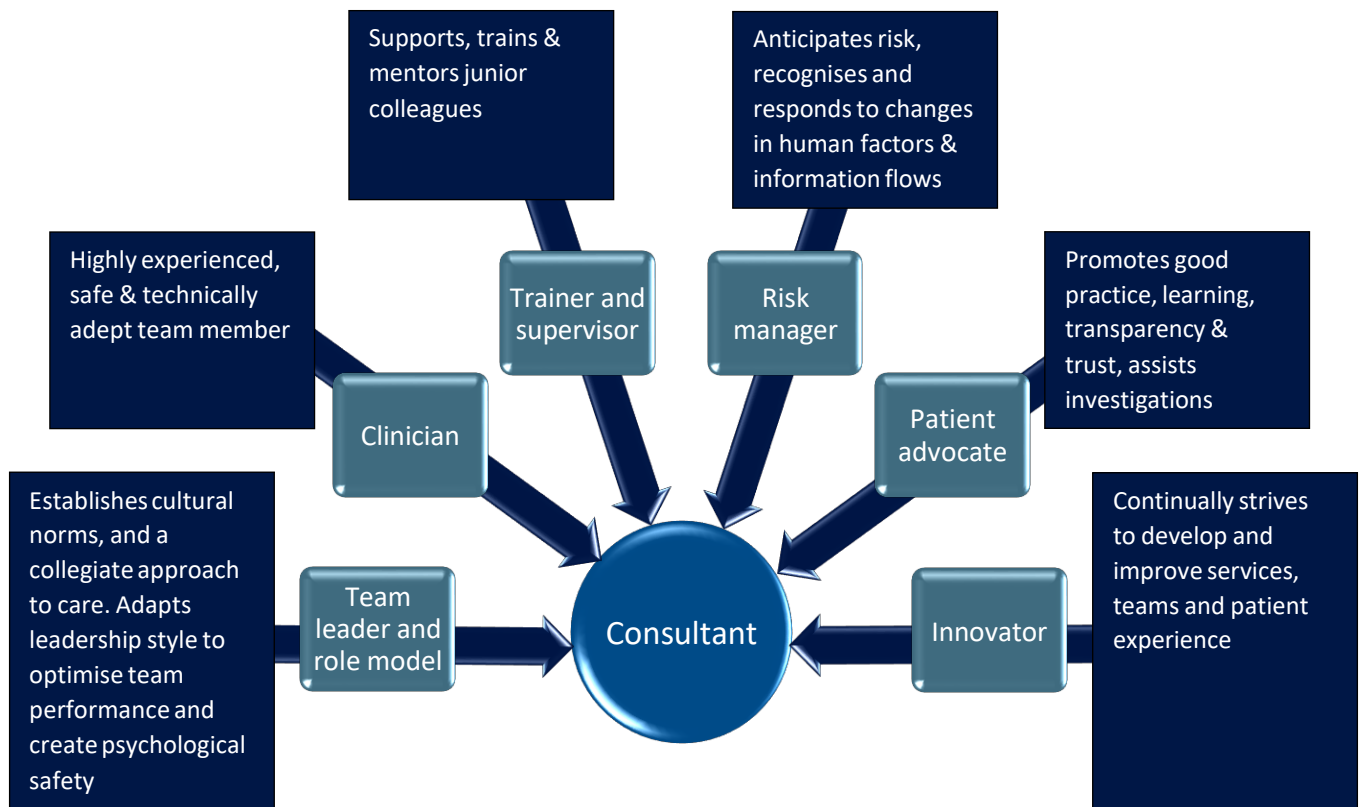 Supports, trains &
mentors junior
colleagues
Anticipates risk,
recognises and
responds to changes
in human factors &
information flows
Highly experienced,
safe & technically
adept team member
Trainer and
supervisor
Risk
manager
Promotes good
practice, learning,
transparency &
trust, assists
investigations
Clinician
Patient
advocate
Establishes cultural
norms, and a
collegiate approach
to care. Adapts
leadership style to
optimise team
performance and
create psychological
safety
Team
leader and
role model
Consultant
Innovator
Continually strives
to develop and
improve services,
teams and patient
experience